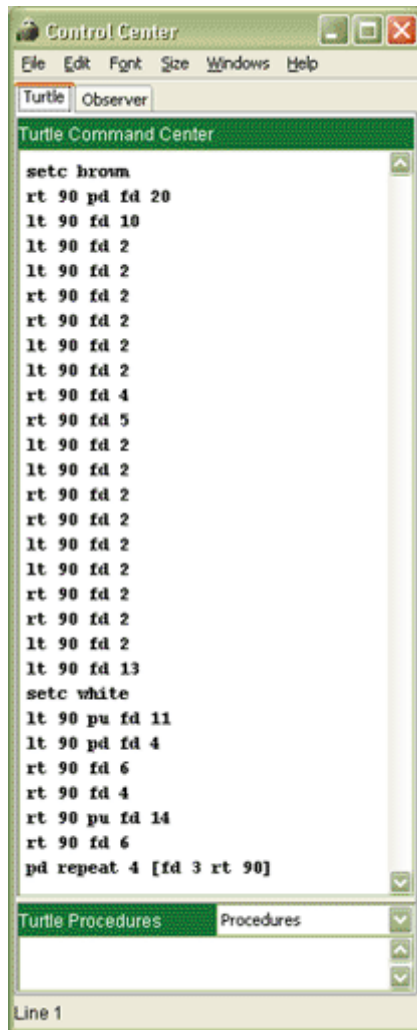 Control Center
File Edit Font Size Windows Help
Turtle Observer
Turtle Command Center
setc brown
rt 90 pd fd 20
lt 90 fd 10
lt 90 fd 2
lt 90 fd 2
rt 90 fd 2
rt 90 fd 2
lt 90 fd 2
lt 90 fd 2
rt 90 fd 4
rt 90 fd 5
lt 90 fd 2
lt 90 fd 2
rt 90 fd 2
rt 90 fd 2
lt 90 fd 2
lt 90 fd 2
rt 90 fd 2
rt 90 fd 2
lt 90 fd 2
lt 90 fd 13
setc white
lt 90 pu fd 11
lt 90 pd fd 4
rt 90 fd 6
rt 90 fd 4
rt 90 pu fd 14
rt 90 fd 6
pd repeat 4 [fd 3 rt 90]
Turtle Procedures Procedures
Line 1